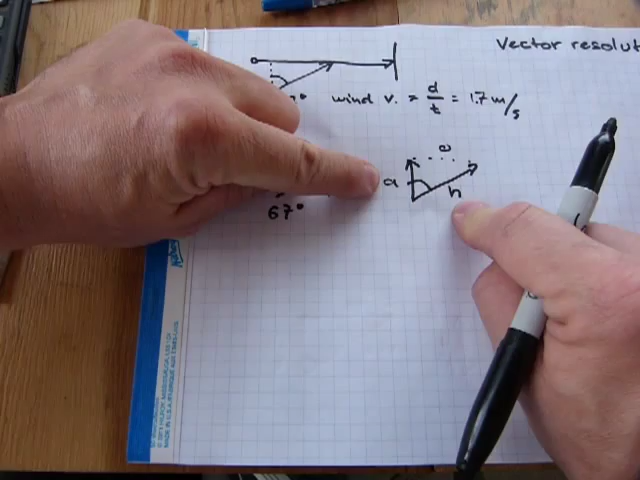 Vector resolut
wind v. = d/t = 1.7 m/s
o
a
h
67°